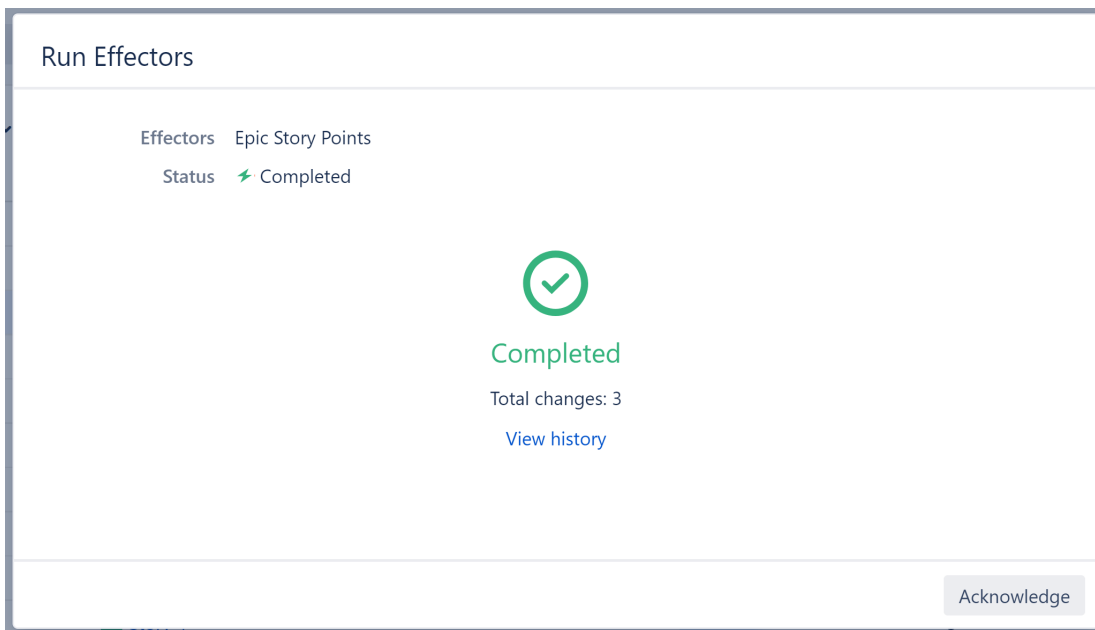 Run Effectors
Effectors Epic Story Points
Status Completed
Completed
Total changes: 3
View history
Acknowledge